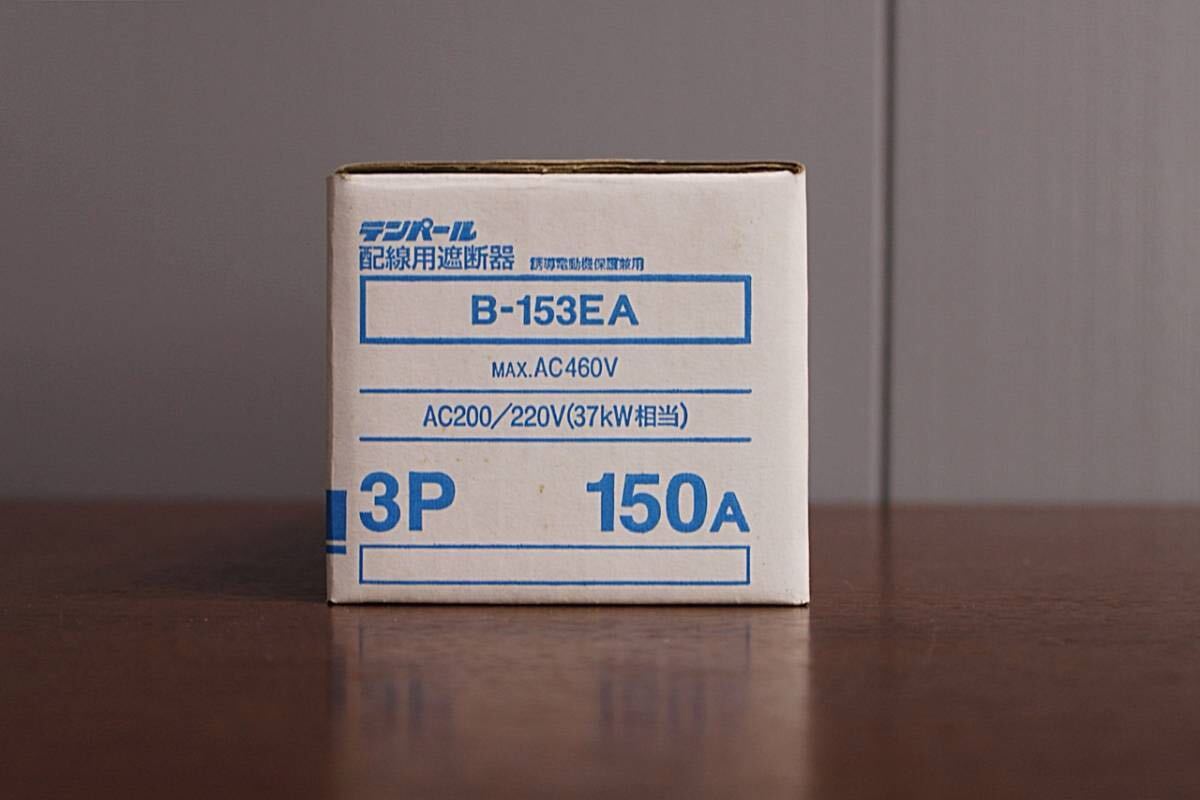 テンパール
配線用遮断器 誘導電動機保護兼用
B-153EA
MAX.AC460V
AC200/220V(37kW相当)
3P 150A